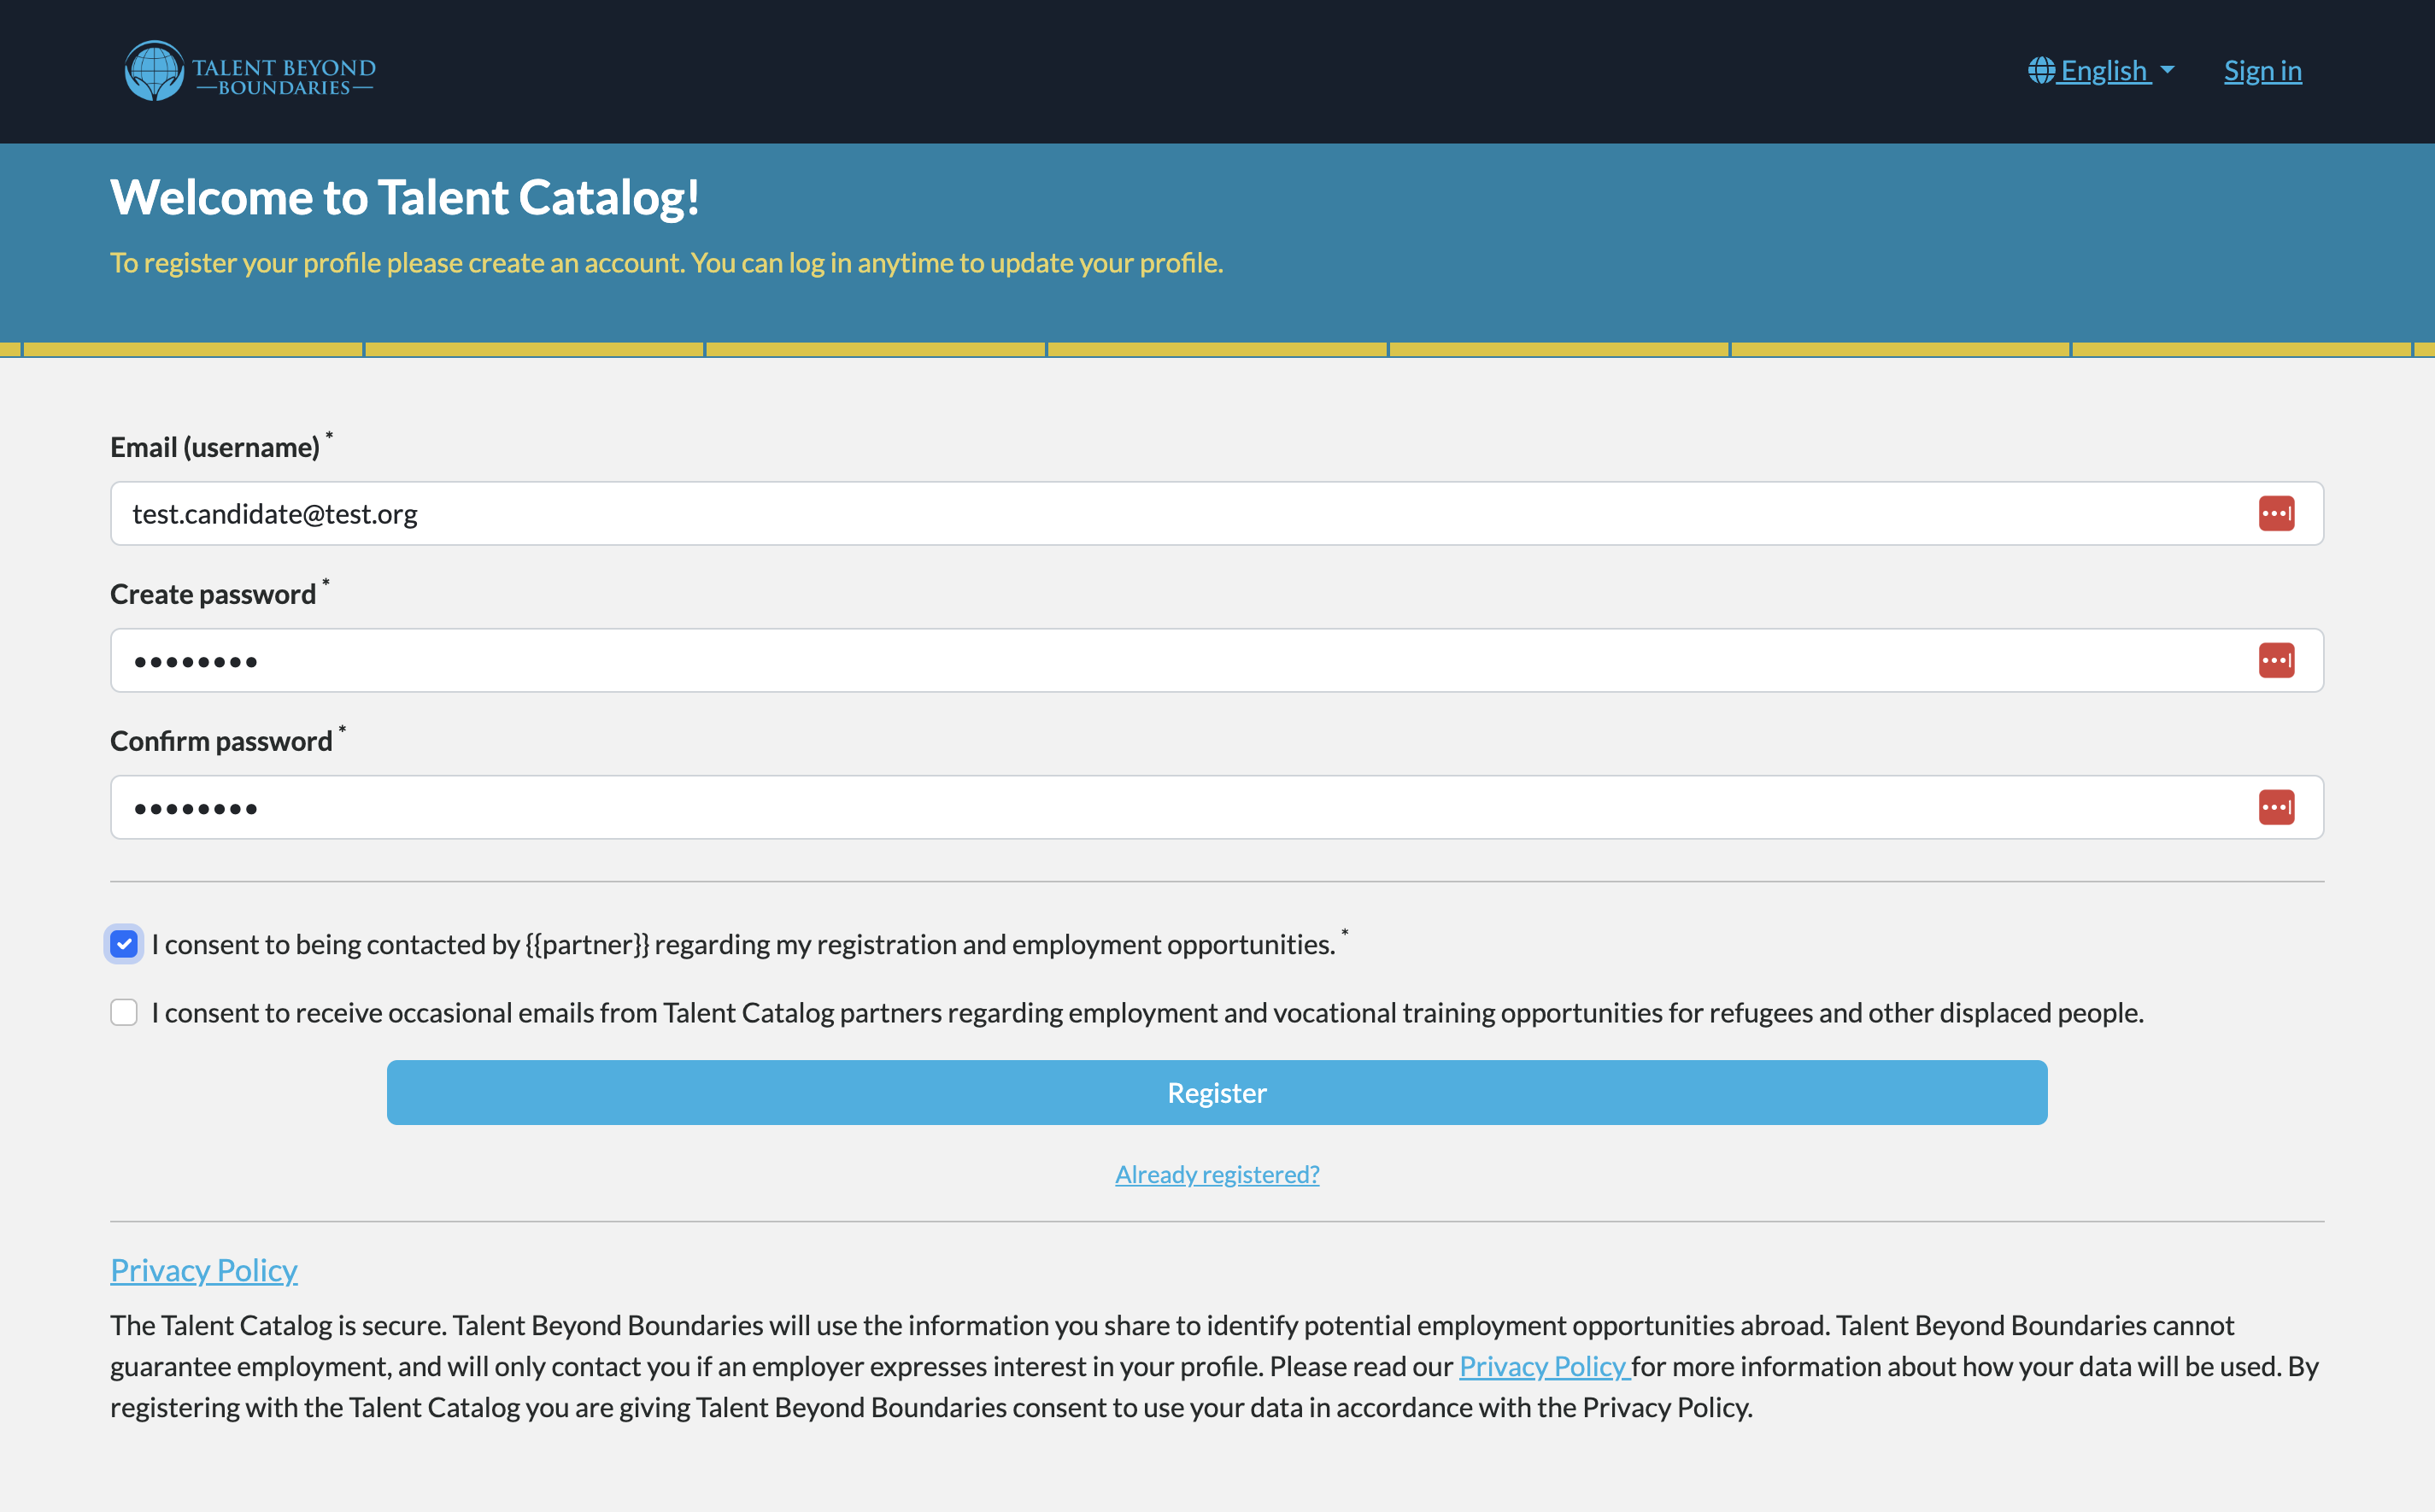 TALENT BEYOND
BOUNDARIES
English
Sign in
Welcome to Talent Catalog!
To register your profile please create an account. You can log in anytime to update your profile.
Email (username) *
test.candidate@test.org
Create password *
••••••••
Confirm password *
••••••••
I consent to being contacted by {{partner}} regarding my registration and employment opportunities. *
I consent to receive occasional emails from Talent Catalog partners regarding employment and vocational training opportunities for refugees and other displaced people.
Register
Already registered?
Privacy Policy
The Talent Catalog is secure. Talent Beyond Boundaries will use the information you share to identify potential employment opportunities abroad. Talent Beyond Boundaries cannot
guarantee employment, and will only contact you if an employer expresses interest in your profile. Please read our Privacy Policy for more information about how your data will be used. By
registering with the Talent Catalog you are giving Talent Beyond Boundaries consent to use your data in accordance with the Privacy Policy.